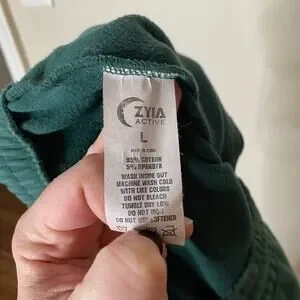 ZYIA
ACTIVE
L
95% COTTON
5% SPANDEX
WASH INSIDE OUT
MACHINE WASH COLD
WITH LIKE COLORS
DO NOT BLEACH
TUMBLE DRY LOW
DO NOT IRON
DO NOT USE SOFTENER